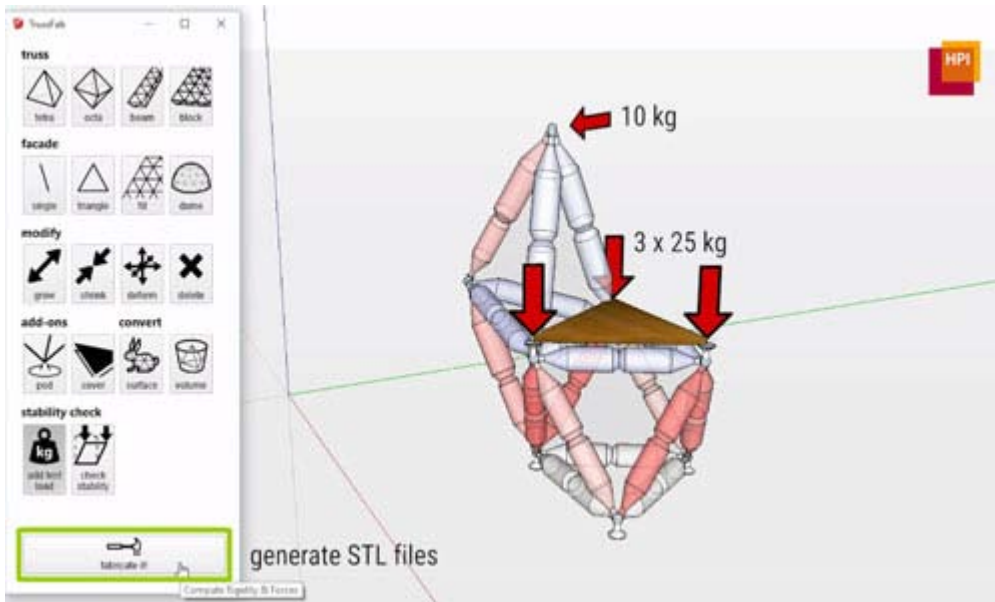 TrussFab
truss
tetra octa beam block
facade
single triangle fill dome
modify
grow shrink deform delete
add-ons convert
pod cover surface volume
stability check
kg
add test load
check stability
fabricate it!
Compute Rigidity & Forces
generate STL files
10 kg
3 x 25 kg
HPI